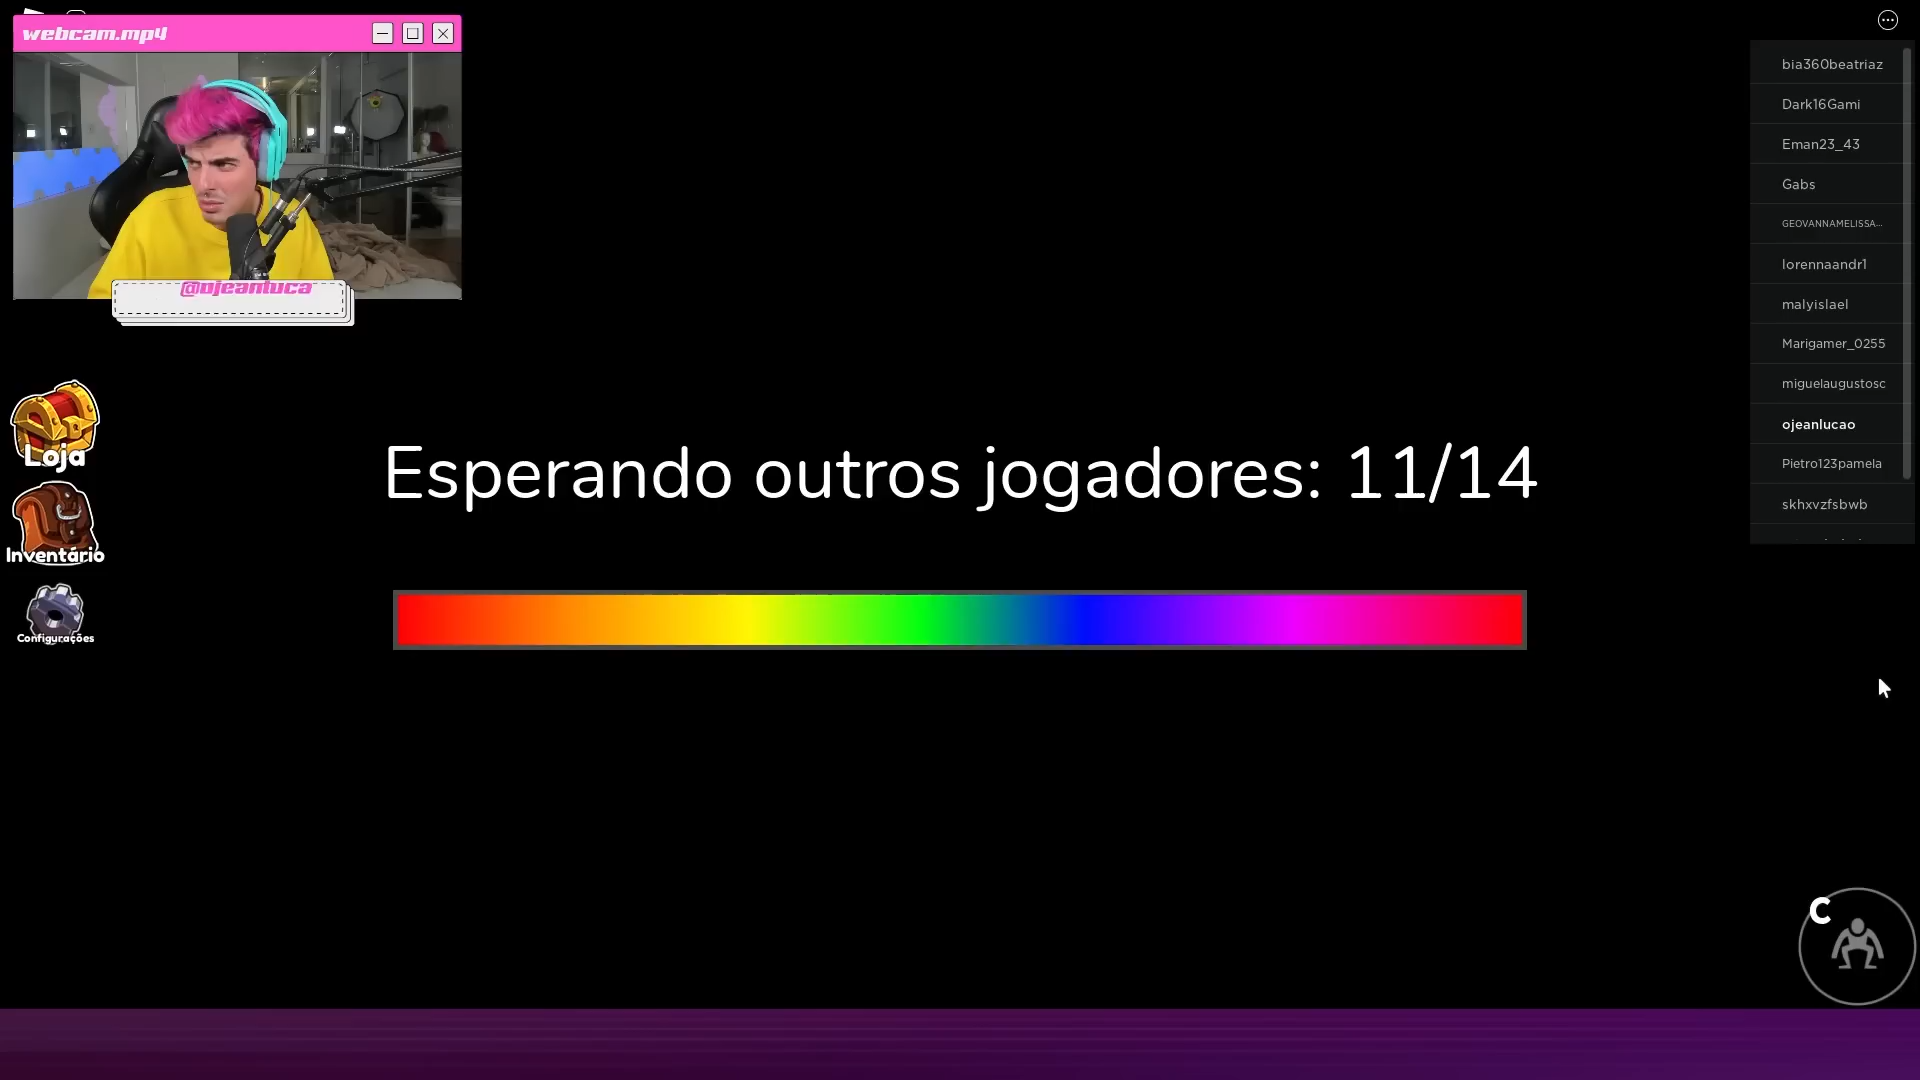 webcam.mp4
@ojeanluca
bia360beatriaz
Dark16Gami
Eman23_43
Gabs
GEOVANNAMELISSA...
lorennaandr1
malyislael
Marigamer_0255
miguelaugustosc
ojeanlucao
Pietro123pamela
skhxvzfsbwb
Loja
Inventário
Configurações
Esperando outros jogadores: 11/14
C